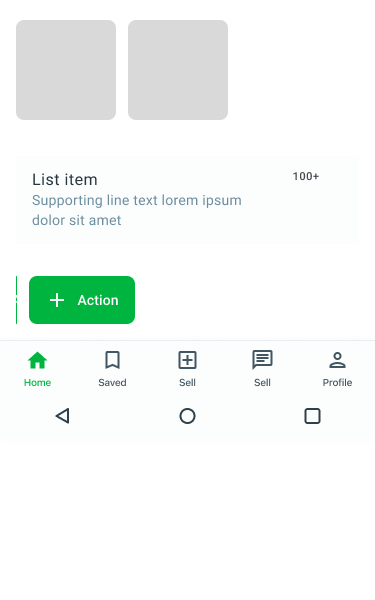 List item
100+
Supporting line text lorem ipsum
dolor sit amet
Action
Home
Saved
Sell
Sell
Profile